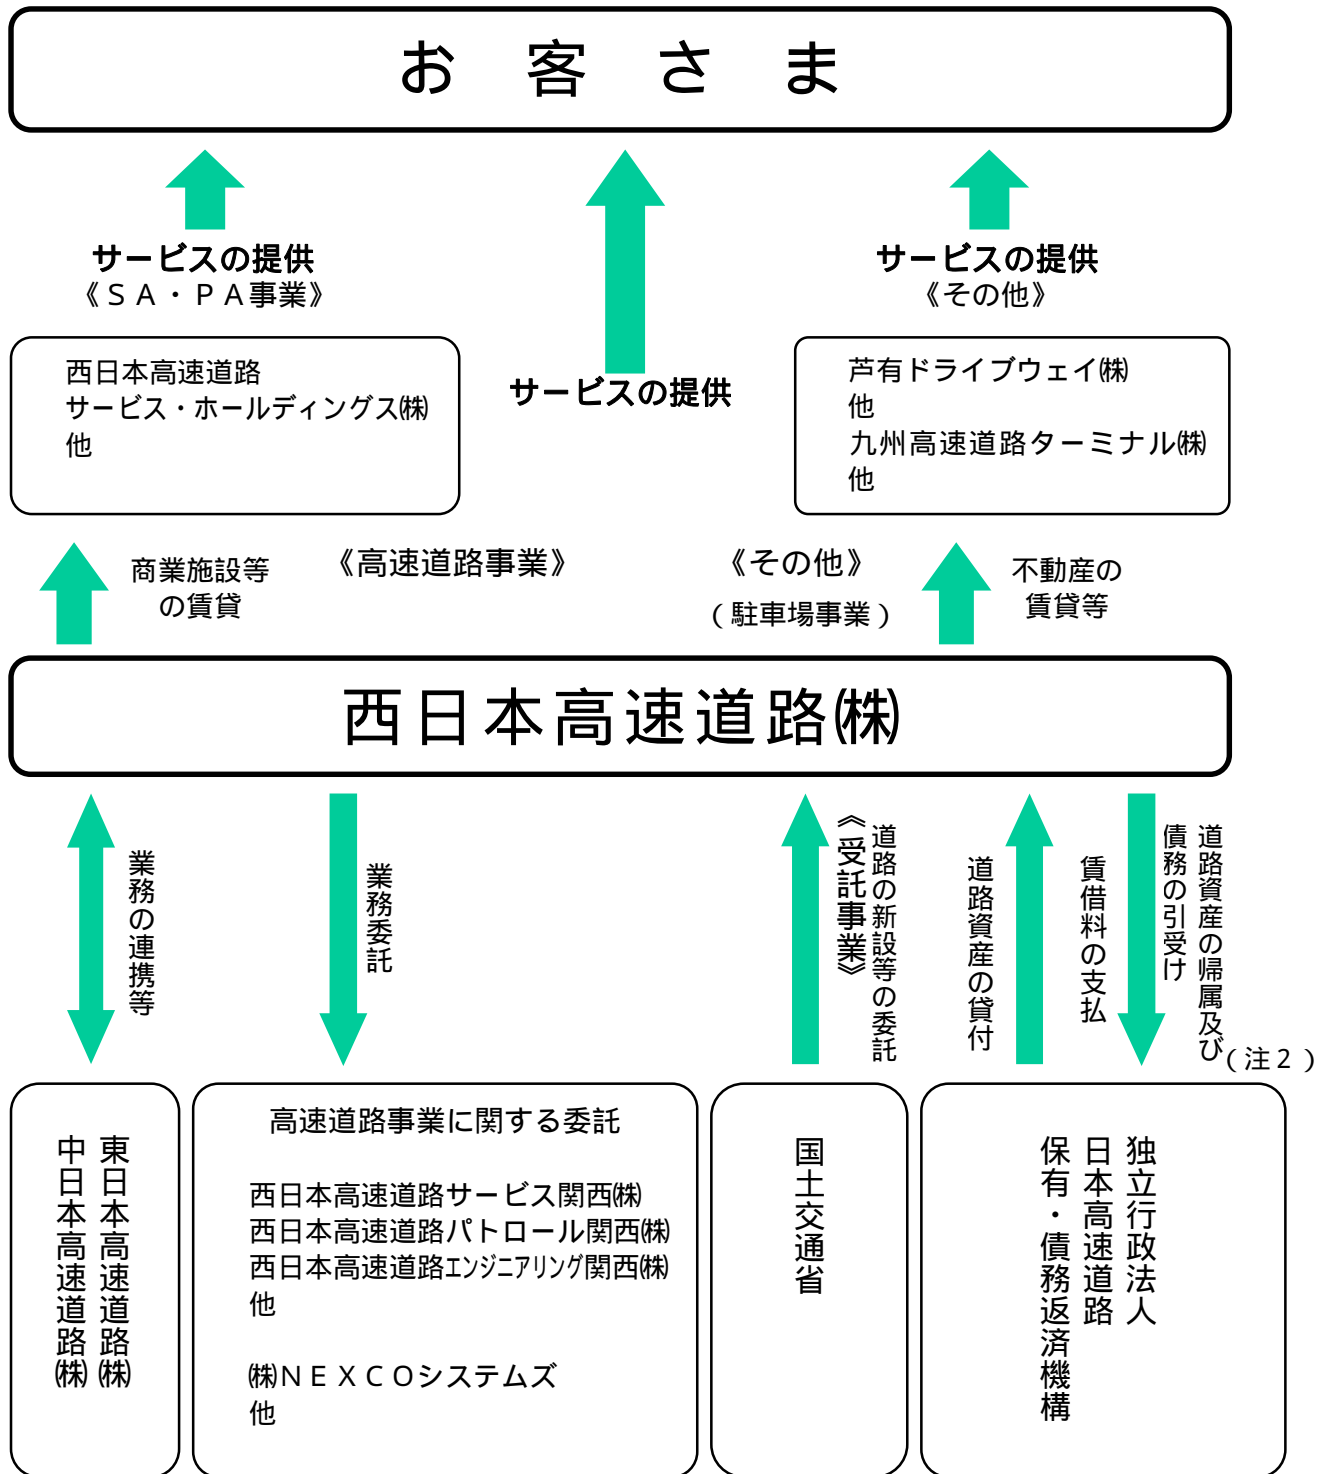 お客さま
サービスの提供
《ＳＡ・ＰＡ事業》
サービスの提供
《その他》
西日本高速道路
サービス・ホールディングス㈱
他
サービスの提供
芦有ドライブウェイ㈱
他
九州高速道路ターミナル㈱
他
商業施設等
の賃貸
《高速道路事業》
《その他》
（駐車場事業）
不動産の
賃貸等
西日本高速道路㈱
業務の連携等
業務委託
《受託事業》
道路の新設等の委託
道路資産の貸付
賃借料の支払
道路資産の帰属及び
債務の引受け
（注２）
東日本高速道路㈱
中日本高速道路㈱
高速道路事業に関する委託
西日本高速道路サービス関西㈱
西日本高速道路パトロール関西㈱
西日本高速道路ｴﾝｼﾞﾆｱﾘﾝｸﾞ関西㈱
他
㈱ＮＥＸＣＯシステムズ
他
国土交通省
独立行政法人
日本高速道路
保有・債務返済機構